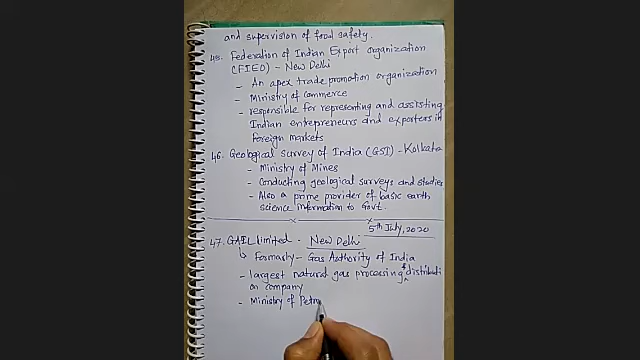 and supervision of food safety.
45. Federation of Indian Export Organization
(FIEO) - New Delhi
- An apex trade promotion organization
- Ministry of commerce
- responsible for representing and assisting
Indian entrepreneurs and exporters in
foreign markets
46. Geological Survey of India (GSI) - Kolkata
- Ministry of Mines
- Conducting geological surveys and studies
- Also a prime provider of basic earth
science information to Govt.
5th July, 2020
47. GAIL limited - New Delhi
Formerly - Gas Authority of India
- largest natural gas processing & distributi
on company
- Ministry of Petro